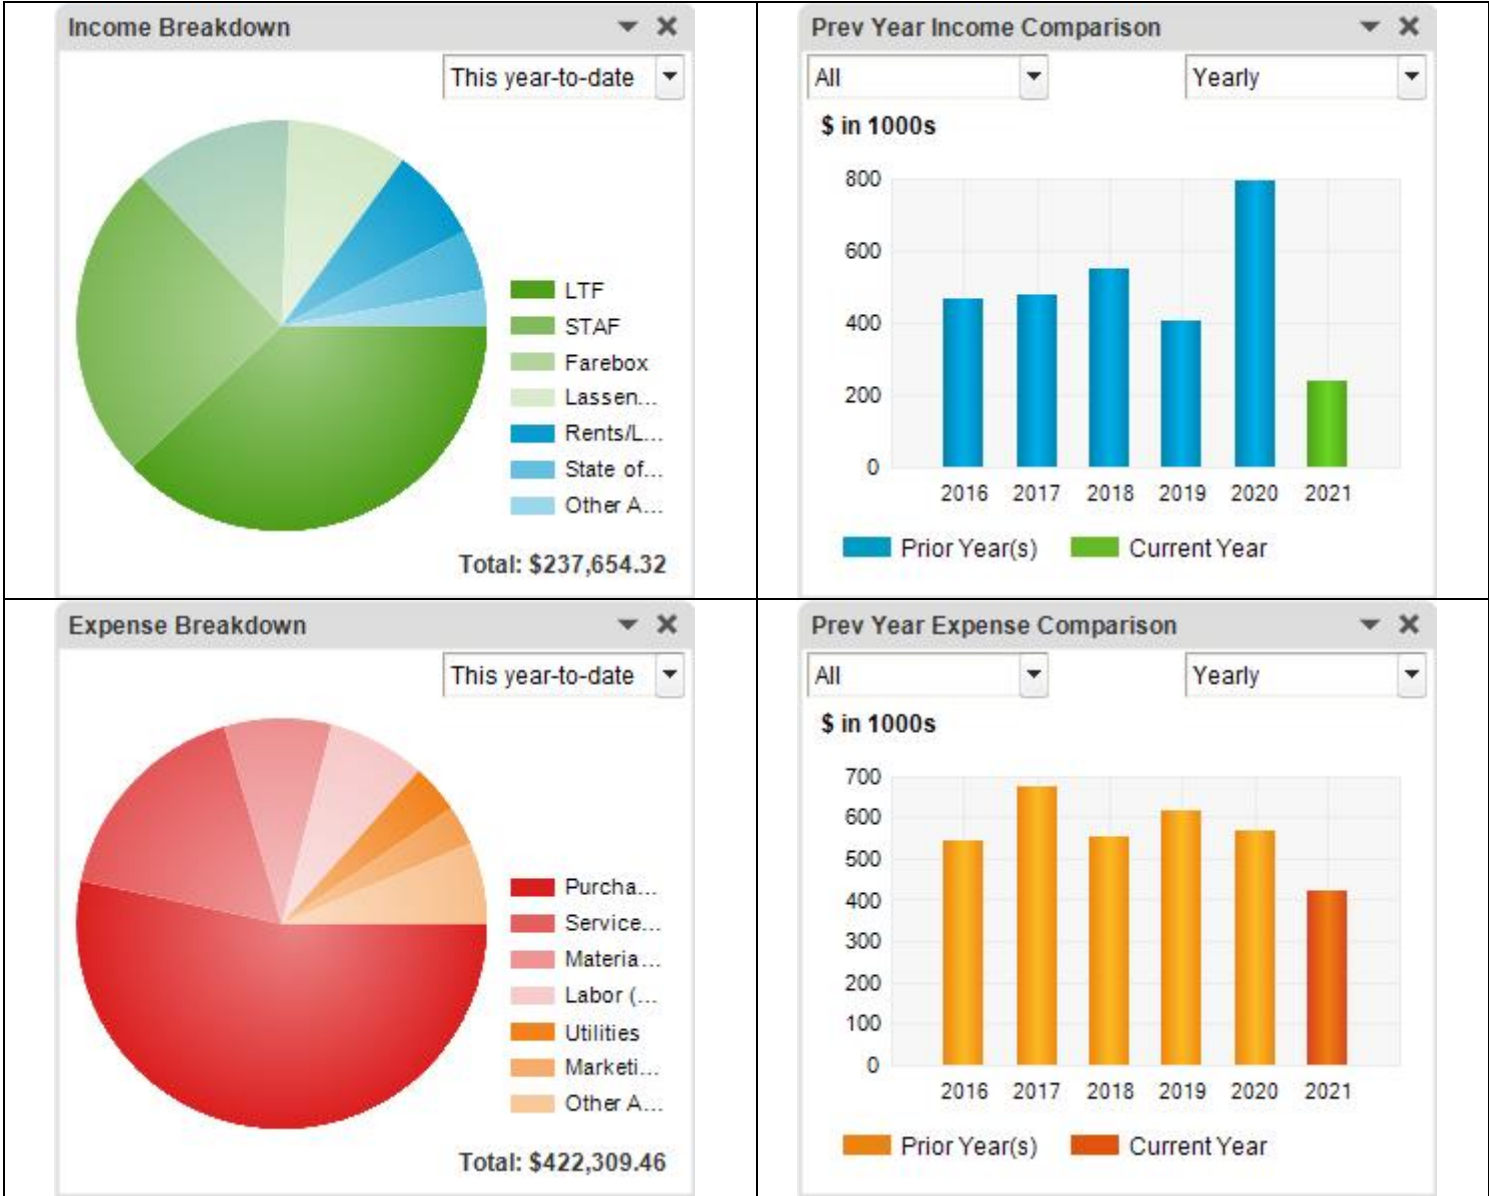 Income Breakdown
This year-to-date
LTF
STAF
Farebox
Lassen...
Rents/L...
State of...
Other A...
Total: $237,654.32
Prev Year Income Comparison
All
Yearly
$ in 1000s
800
600
400
200
0
2016 2017 2018 2019 2020 2021
Prior Year(s) Current Year
Expense Breakdown
This year-to-date
Purcha...
Service...
Materia...
Labor (...
Utilities
Marketi...
Other A...
Total: $422,309.46
Prev Year Expense Comparison
All
Yearly
$ in 1000s
700
600
500
400
300
200
100
0
2016 2017 2018 2019 2020 2021
Prior Year(s) Current Year